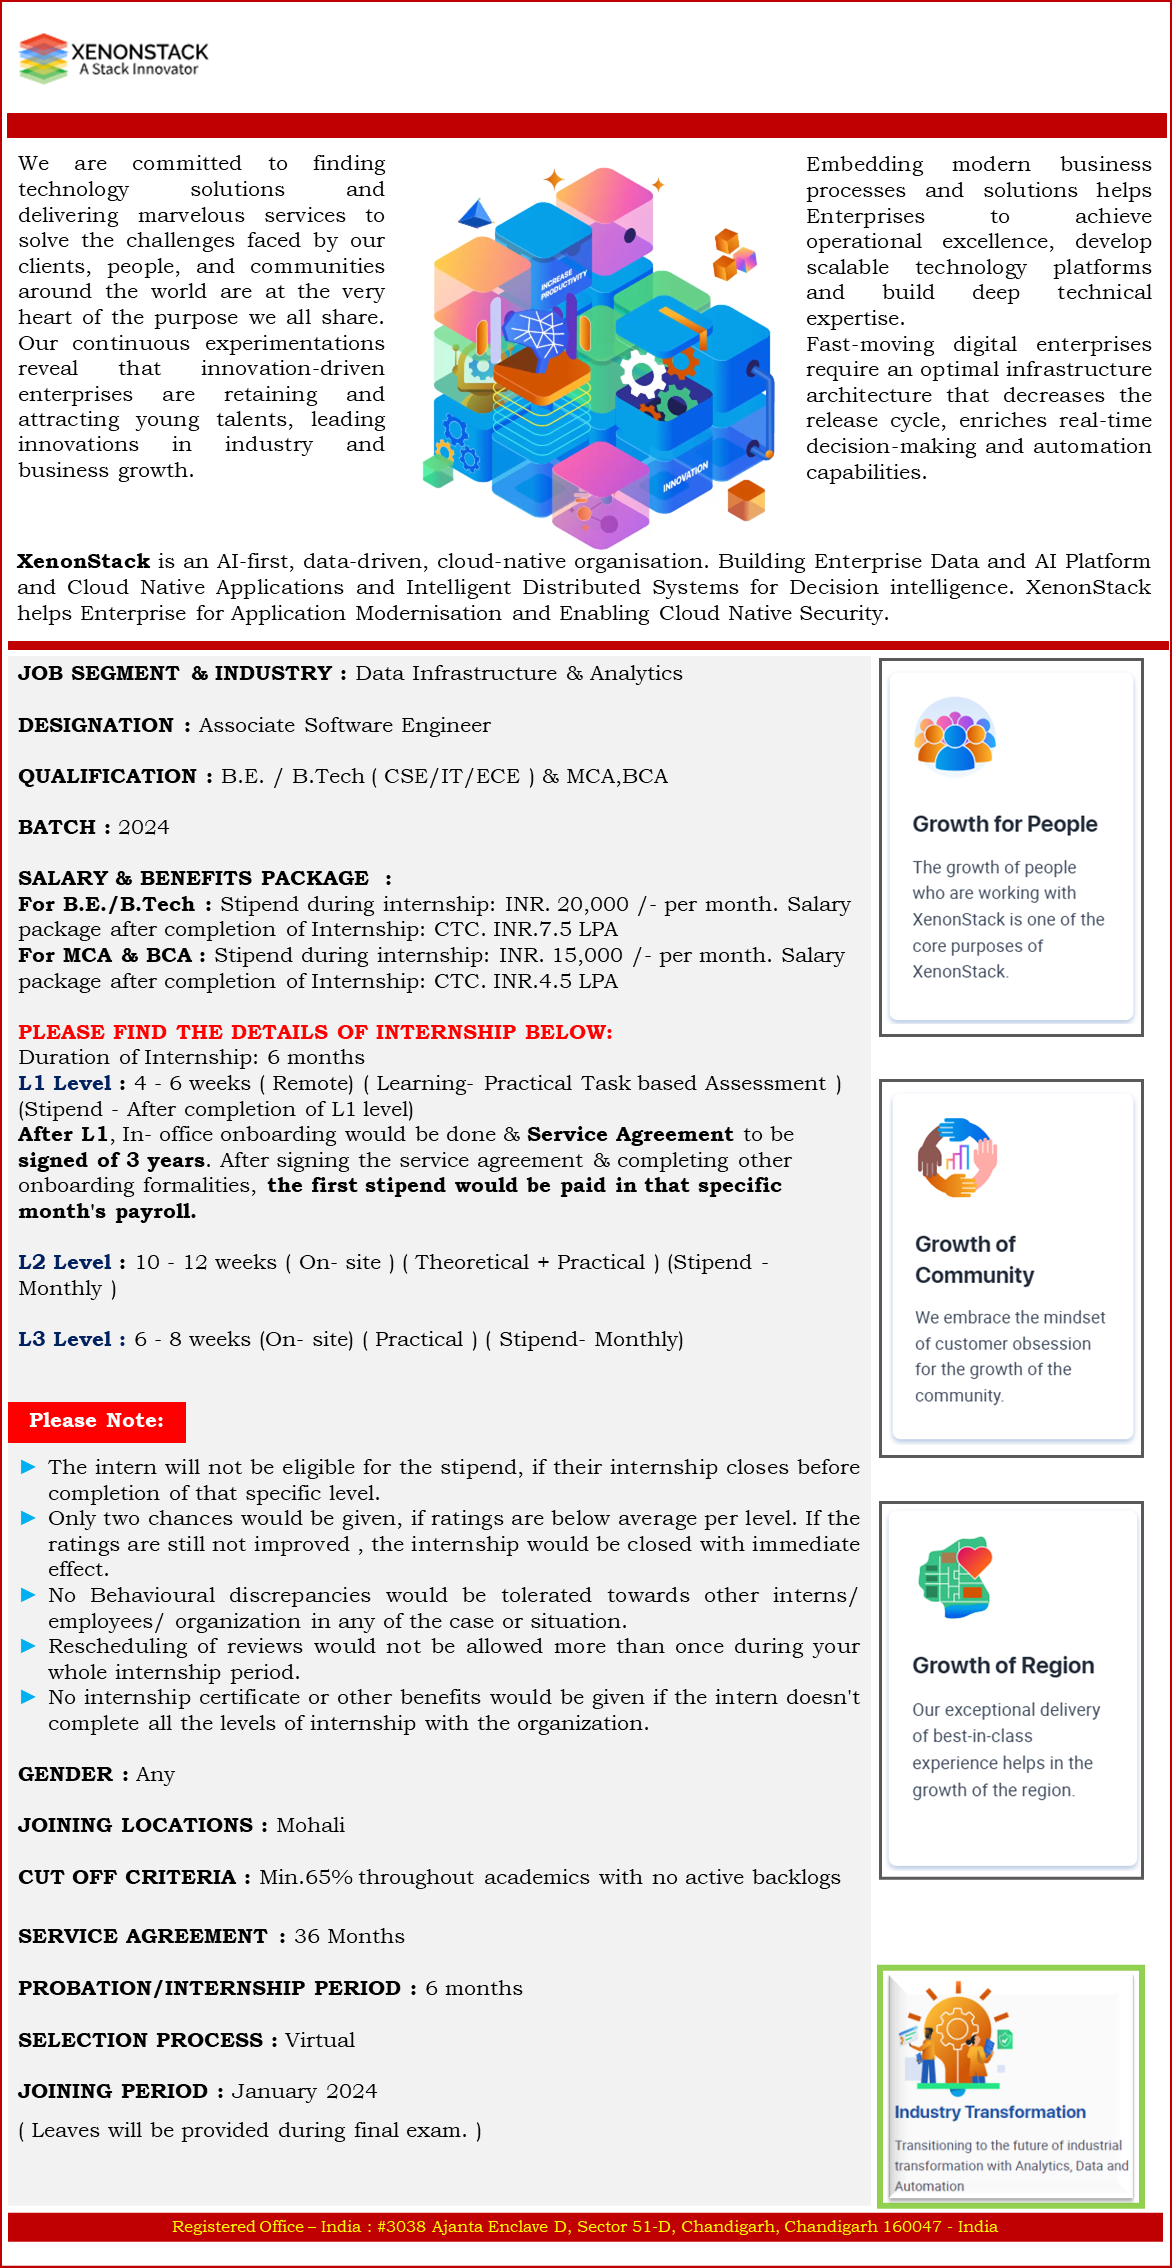 XENONSTACK
A Stack Innovator
We are committed to finding
technology solutions and
delivering marvelous services to
solve the challenges faced by our
clients, people, and communities
around the world are at the very
heart of the purpose we all share.
Our continuous experimentations
reveal that innovation-driven
enterprises are retaining and
attracting young talents, leading
innovations in industry and
business growth.
INCREASE
PRODUCTIVITY
INNOVATION
Embedding modern business
processes and solutions helps
Enterprises to achieve
operational excellence, develop
scalable technology platforms
and build deep technical
expertise.
Fast-moving digital enterprises
require an optimal infrastructure
architecture that decreases the
release cycle, enriches real-time
decision-making and automation
capabilities.
XenonStack is an AI-first, data-driven, cloud-native organisation. Building Enterprise Data and AI Platform
and Cloud Native Applications and Intelligent Distributed Systems for Decision intelligence. XenonStack
helps Enterprise for Application Modernisation and Enabling Cloud Native Security.
JOB SEGMENT & INDUSTRY : Data Infrastructure & Analytics
DESIGNATION : Associate Software Engineer
QUALIFICATION : B.E. / B.Tech ( CSE/IT/ECE ) & MCA,BCA
BATCH : 2024
SALARY & BENEFITS PACKAGE :
For B.E./B.Tech : Stipend during internship: INR. 20,000 /- per month. Salary
package after completion of Internship: CTC. INR.7.5 LPA
For MCA & BCA : Stipend during internship: INR. 15,000 /- per month. Salary
package after completion of Internship: CTC. INR.4.5 LPA
PLEASE FIND THE DETAILS OF INTERNSHIP BELOW:
Duration of Internship: 6 months
L1 Level : 4 - 6 weeks ( Remote) ( Learning- Practical Task based Assessment )
(Stipend - After completion of L1 level)
After L1, In- office onboarding would be done & Service Agreement to be
signed of 3 years. After signing the service agreement & completing other
onboarding formalities, the first stipend would be paid in that specific
month's payroll.
L2 Level : 10 - 12 weeks ( On- site ) ( Theoretical + Practical ) (Stipend -
Monthly )
L3 Level : 6 - 8 weeks (On- site) ( Practical ) ( Stipend- Monthly)
Please Note:
► The intern will not be eligible for the stipend, if their internship closes before
completion of that specific level.
► Only two chances would be given, if ratings are below average per level. If the
ratings are still not improved , the internship would be closed with immediate
effect.
► No Behavioural discrepancies would be tolerated towards other interns/
employees/ organization in any of the case or situation.
► Rescheduling of reviews would not be allowed more than once during your
whole internship period.
► No internship certificate or other benefits would be given if the intern doesn't
complete all the levels of internship with the organization.
GENDER : Any
JOINING LOCATIONS : Mohali
CUT OFF CRITERIA : Min.65% throughout academics with no active backlogs
SERVICE AGREEMENT : 36 Months
PROBATION/INTERNSHIP PERIOD : 6 months
SELECTION PROCESS : Virtual
JOINING PERIOD : January 2024
( Leaves will be provided during final exam. )
Growth for People
The growth of people
who are working with
XenonStack is one of the
core purposes of
XenonStack.
Growth of
Community
We embrace the mindset
of customer obsession
for the growth of the
community.
Growth of Region
Our exceptional delivery
of best-in-class
experience helps in the
growth of the region.
Industry Transformation
Transitioning to the future of industrial
transformation with Analytics, Data and
Automation
Registered Office – India : #3038 Ajanta Enclave D, Sector 51-D, Chandigarh, Chandigarh 160047 - India